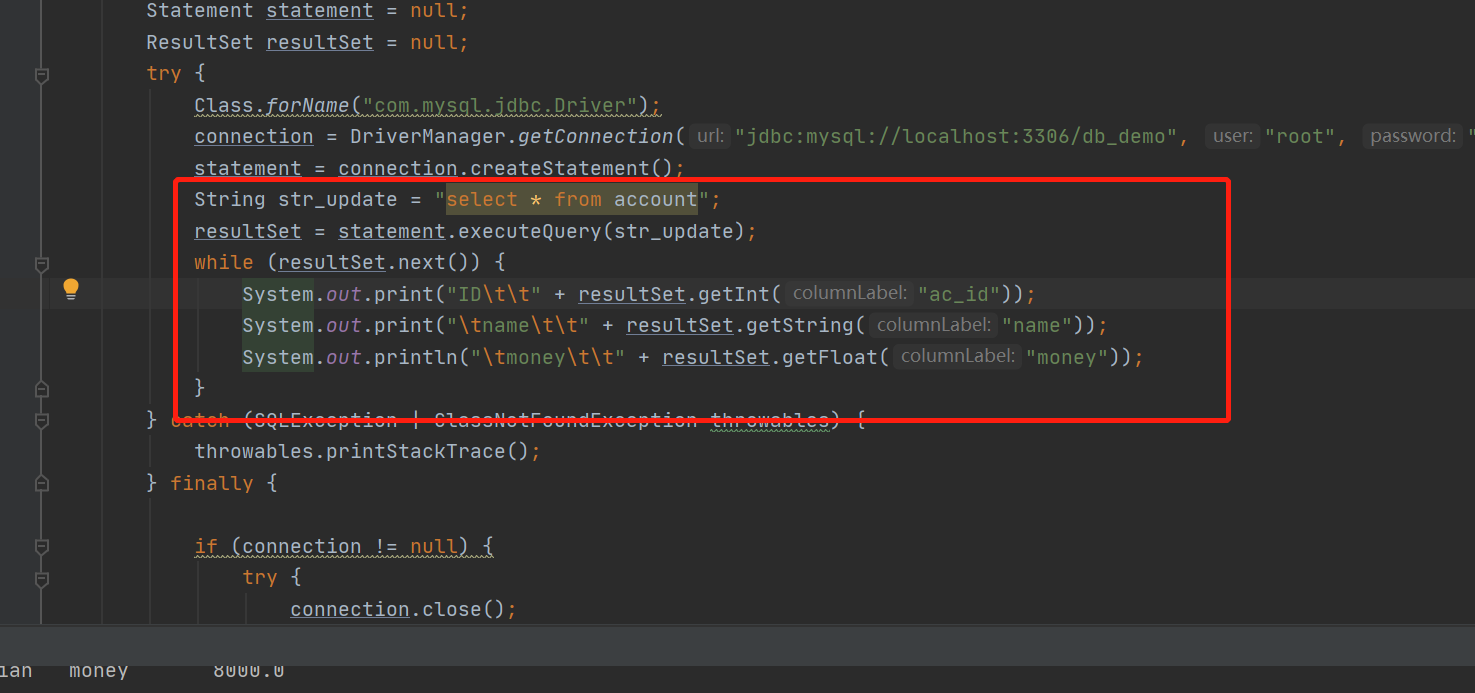 Statement statement = null;
ResultSet resultSet = null;
try {
Class.forName("com.mysql.jdbc.Driver");
connection = DriverManager.getConnection( url: "jdbc:mysql://localhost:3306/db_demo", user: "root", password: "
statement = connection.createStatement();
String str_update = "select * from account";
resultSet = statement.executeQuery(str_update);
while (resultSet.next()) {
System.out.print("ID\t\t" + resultSet.getInt( columnLabel: "ac_id"));
System.out.print("\tname\t\t" + resultSet.getString( columnLabel: "name"));
System.out.println("\tmoney\t\t" + resultSet.getFloat( columnLabel: "money"));
}
} catch (SQLException | ClassNotFoundException throwables) {
throwables.printStackTrace();
} finally {
if (connection != null) {
try {
connection.close();
ian money 8000.0